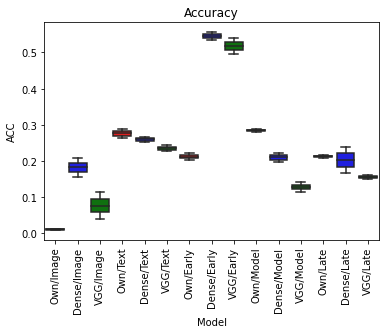 Accuracy
ACC
0.5
0.4
0.3
0.2
0.1
0.0
Own/Image
Dense/Image
VGG/Image
Own/Text
Dense/Text
VGG/Text
Own/Early
Dense/Early
VGG/Early
Own/Model
Dense/Model
VGG/Model
Own/Late
Dense/Late
VGG/Late
Model